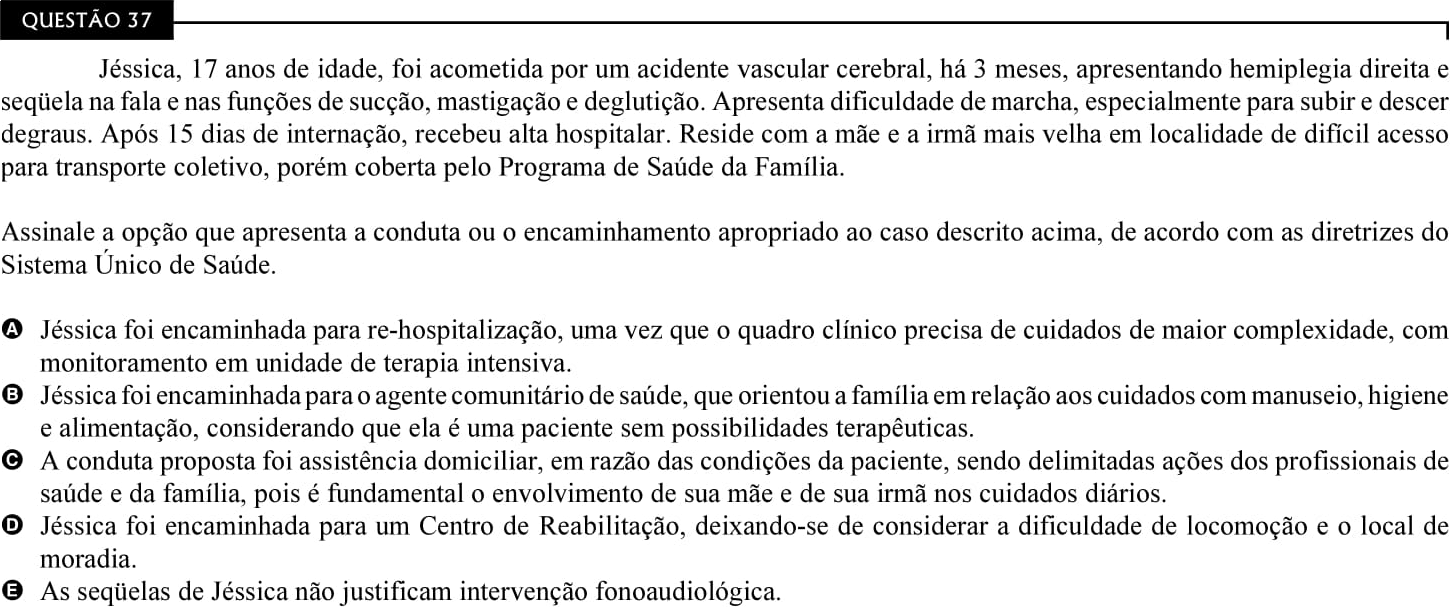 QUESTÃO 37
Jéssica, 17 anos de idade, foi acometida por um acidente vascular cerebral, há 3 meses, apresentando hemiplegia direita e
seqüela na fala e nas funções de sucção, mastigação e deglutição. Apresenta dificuldade de marcha, especialmente para subir e descer
degraus. Após 15 dias de internação, recebeu alta hospitalar. Reside com a mãe e a irmã mais velha em localidade de difícil acesso
para transporte coletivo, porém coberta pelo Programa de Saúde da Família.
Assinale a opção que apresenta a conduta ou o encaminhamento apropriado ao caso descrito acima, de acordo com as diretrizes do
Sistema Único de Saúde.
A Jéssica foi encaminhada para re-hospitalização, uma vez que o quadro clínico precisa de cuidados de maior complexidade, com
monitoramento em unidade de terapia intensiva.
B Jéssica foi encaminhada para o agente comunitário de saúde, que orientou a família em relação aos cuidados com manuseio, higiene
e alimentação, considerando que ela é uma paciente sem possibilidades terapêuticas.
C A conduta proposta foi assistência domiciliar, em razão das condições da paciente, sendo delimitadas ações dos profissionais de
saúde e da família, pois é fundamental o envolvimento de sua mãe e de sua irmã nos cuidados diários.
D Jéssica foi encaminhada para um Centro de Reabilitação, deixando-se de considerar a dificuldade de locomoção e o local de
moradia.
E As seqüelas de Jéssica não justificam intervenção fonoaudiológica.